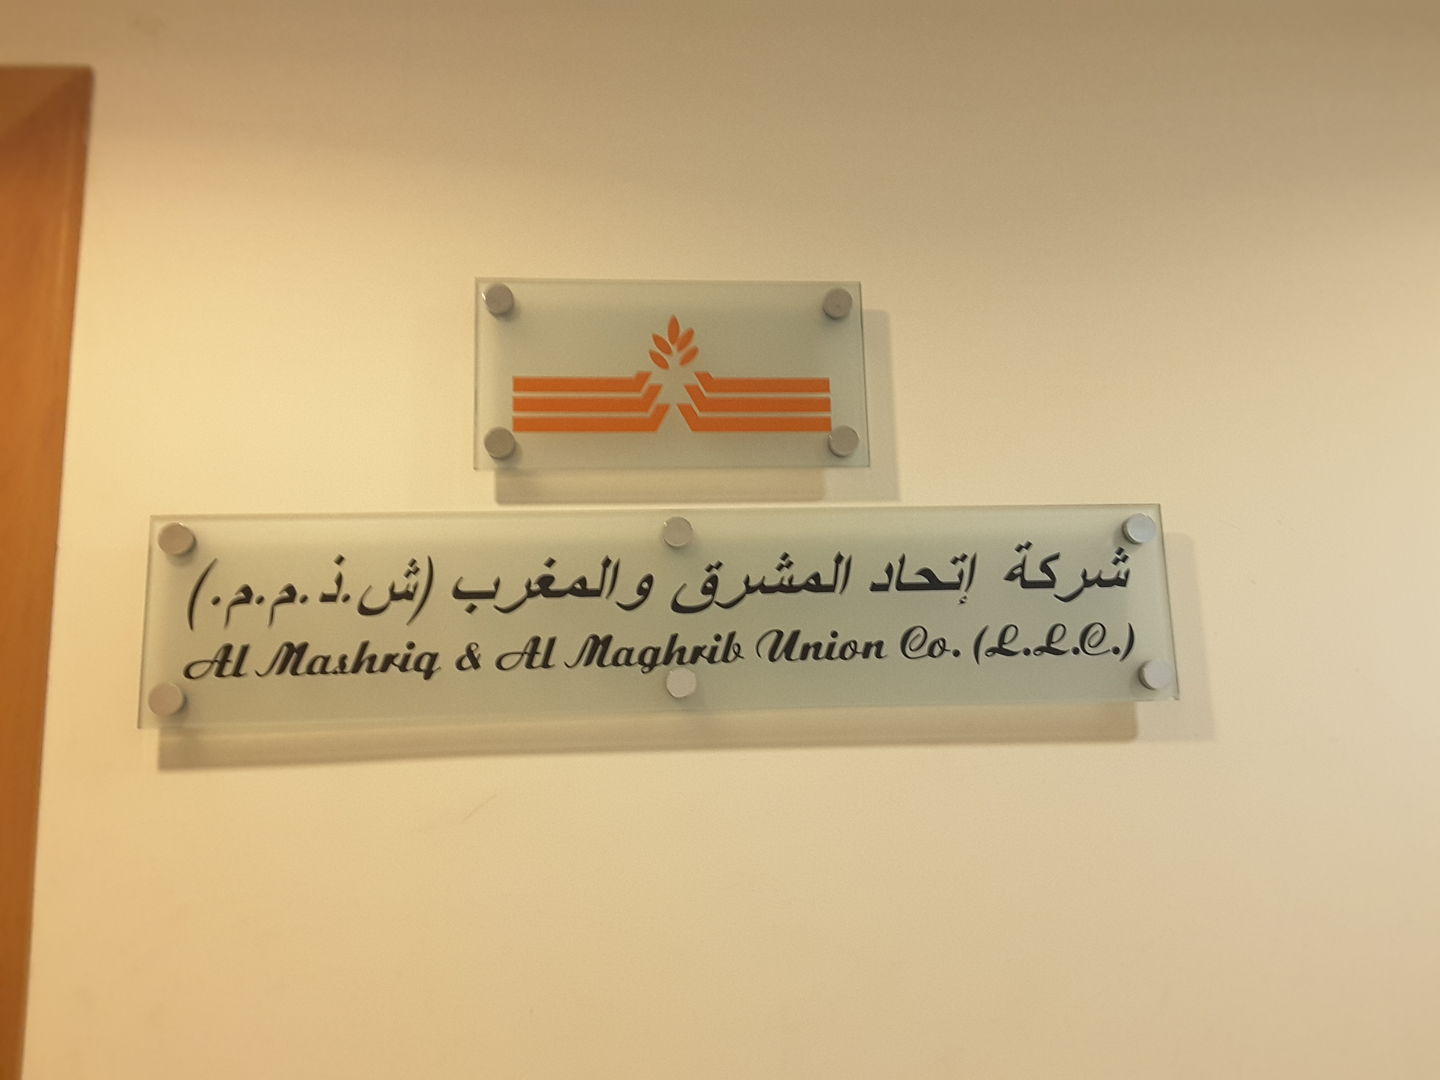 شركة إتحاد المشرق والمغرب (ش.ذ.م.م.)
Al Mashriq & Al Maghrib Union Co. (L.L.C.)